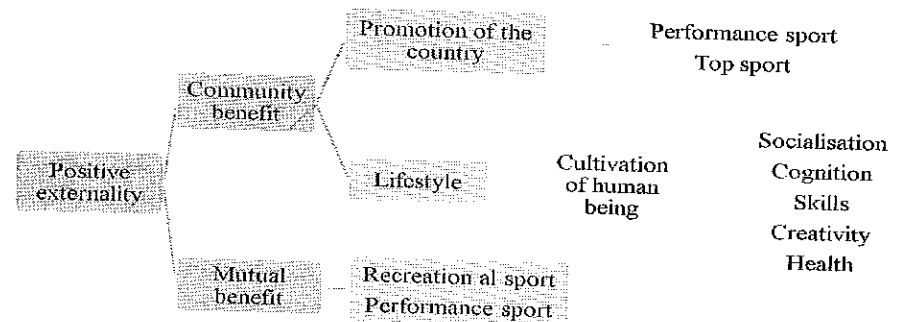 Promotion of the
country
Performance sport
Top sport
Community
benefit
Positive
externality
Lifestyle
Cultivation
of human
being
Socialisation
Cognition
Skills
Creativity
Health
Mutual
benefit
Recreation al sport
Performance sport